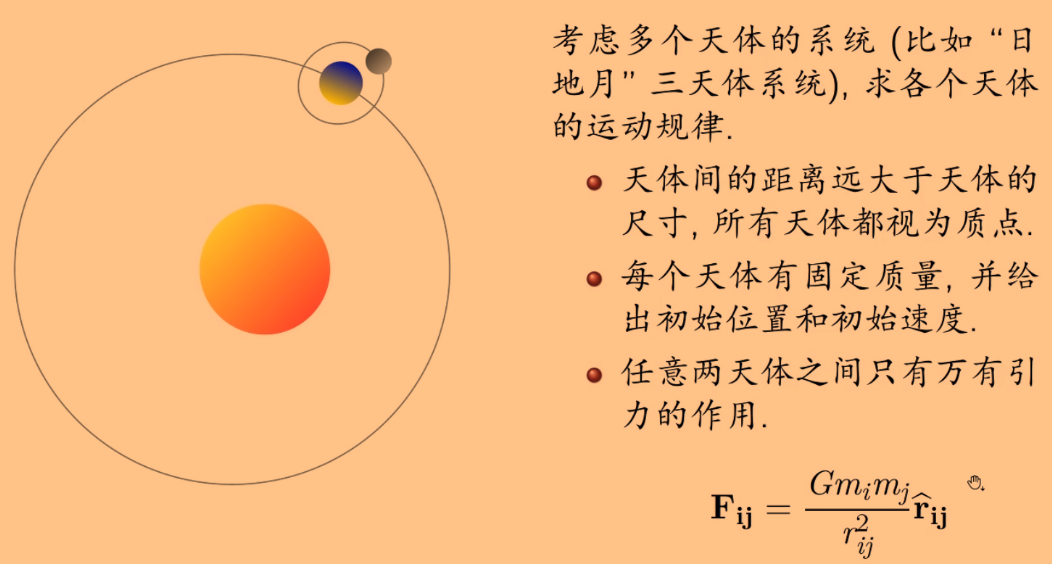 考虑多个天体的系统 (比如 “日
地月” 三天体系统), 求各个天体
的运动规律.
天体间的距离远大于天体的
尺寸, 所有天体都视为质点.
每个天体有固定质量, 并给
出初始位置和初始速度.
任意两天体之间只有万有引
力的作用.
$\mathbf{F_{ij}} = \frac{Gm_im_j}{r_{ij}^2}\widehat{\mathbf{r}}_{\mathbf{ij}}$